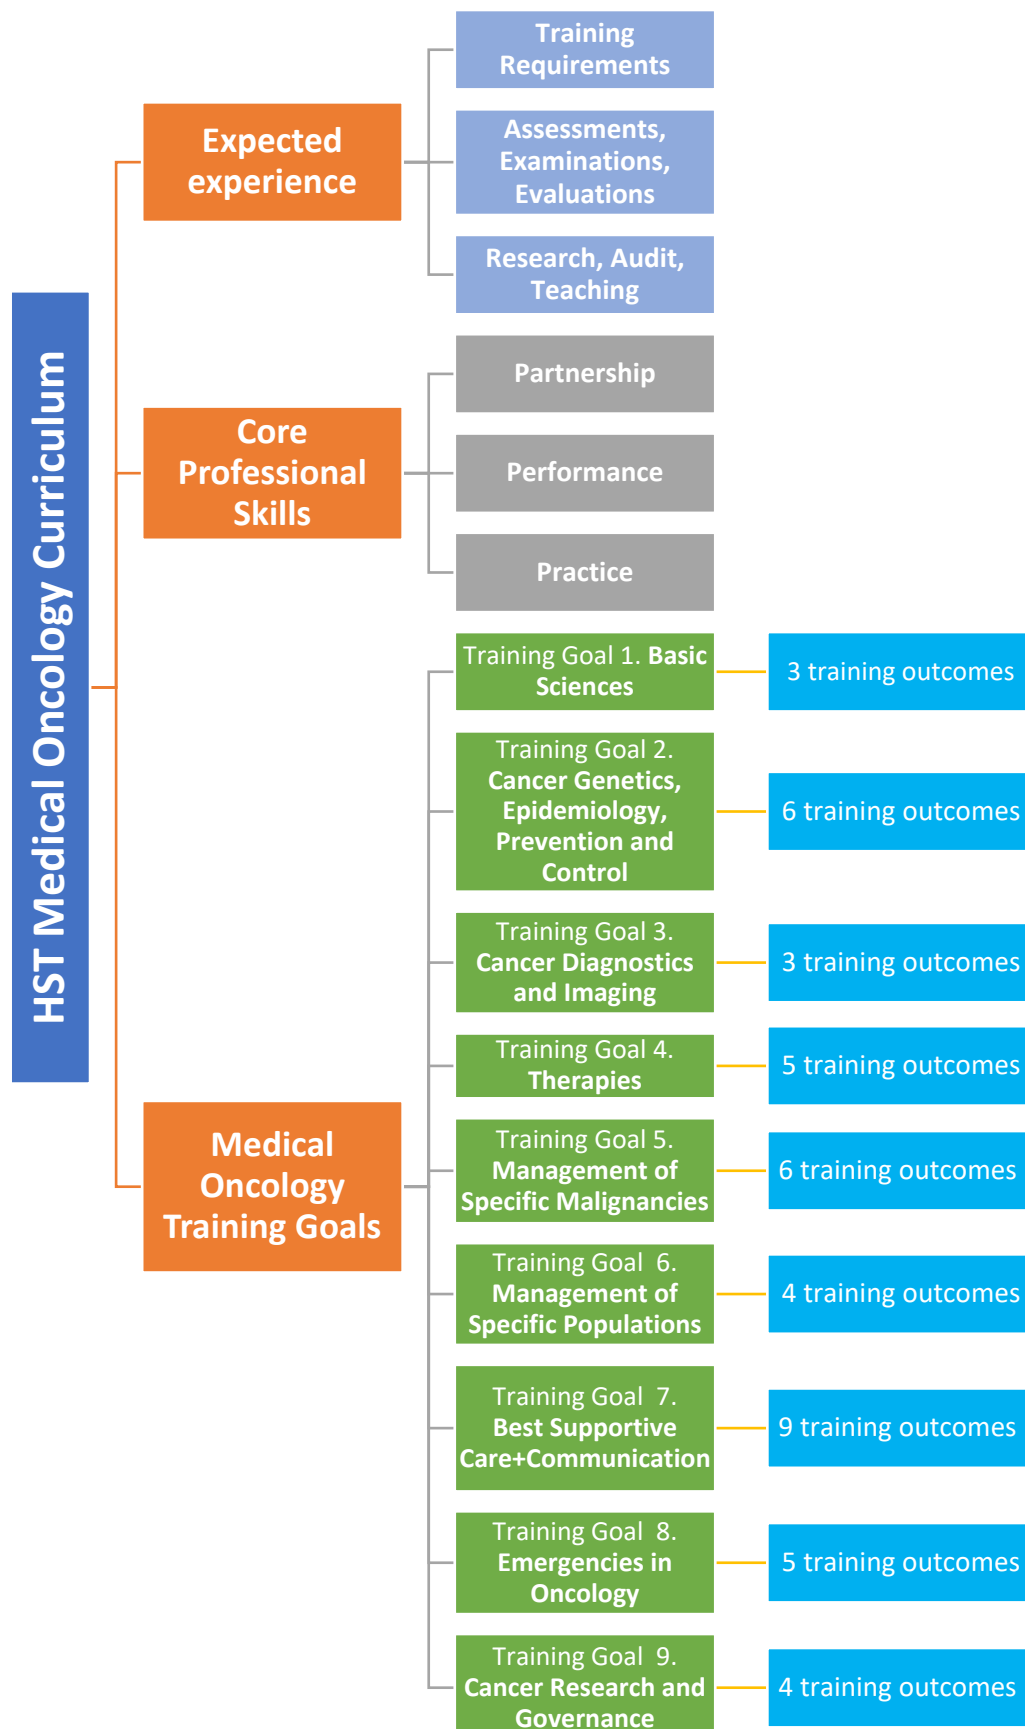 HST Medical Oncology Curriculum
Expected
experience
Training
Requirements
Assessments,
Examinations,
Evaluations
Research, Audit,
Teaching
Core
Professional
Skills
Partnership
Performance
Practice
Medical
Oncology
Training Goals
Training Goal 1. Basic
Sciences
3 training outcomes
Training Goal 2.
Cancer Genetics,
Epidemiology,
Prevention and
Control
6 training outcomes
Training Goal 3.
Cancer Diagnostics
and Imaging
3 training outcomes
Training Goal 4.
Therapies
5 training outcomes
Training Goal 5.
Management of
Specific Malignancies
6 training outcomes
Training Goal 6.
Management of
Specific Populations
4 training outcomes
Training Goal 7.
Best Supportive
Care+Communication
9 training outcomes
Training Goal 8.
Emergencies in
Oncology
5 training outcomes
Training Goal 9.
Cancer Research and
Governance
4 training outcomes